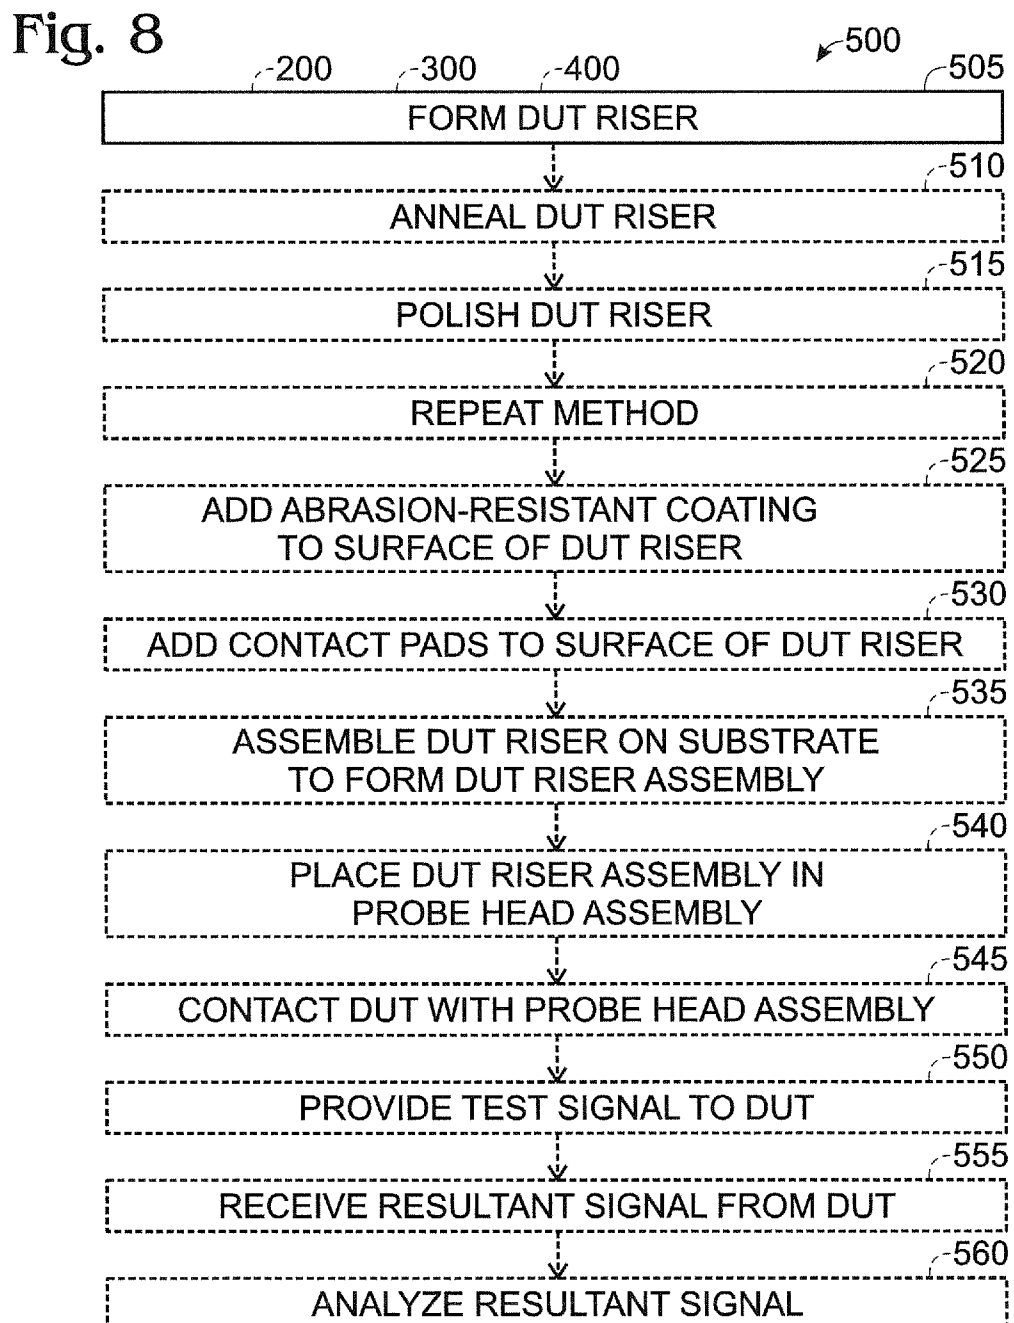 Fig. 8
500
200 300 400 505
FORM DUT RISER
510
ANNEAL DUT RISER
515
POLISH DUT RISER
520
REPEAT METHOD
525
ADD ABRASION-RESISTANT COATING
TO SURFACE OF DUT RISER
530
ADD CONTACT PADS TO SURFACE OF DUT RISER
535
ASSEMBLE DUT RISER ON SUBSTRATE
TO FORM DUT RISER ASSEMBLY
540
PLACE DUT RISER ASSEMBLY IN
PROBE HEAD ASSEMBLY
545
CONTACT DUT WITH PROBE HEAD ASSEMBLY
550
PROVIDE TEST SIGNAL TO DUT
555
RECEIVE RESULTANT SIGNAL FROM DUT
560
ANALYZE RESULTANT SIGNAL